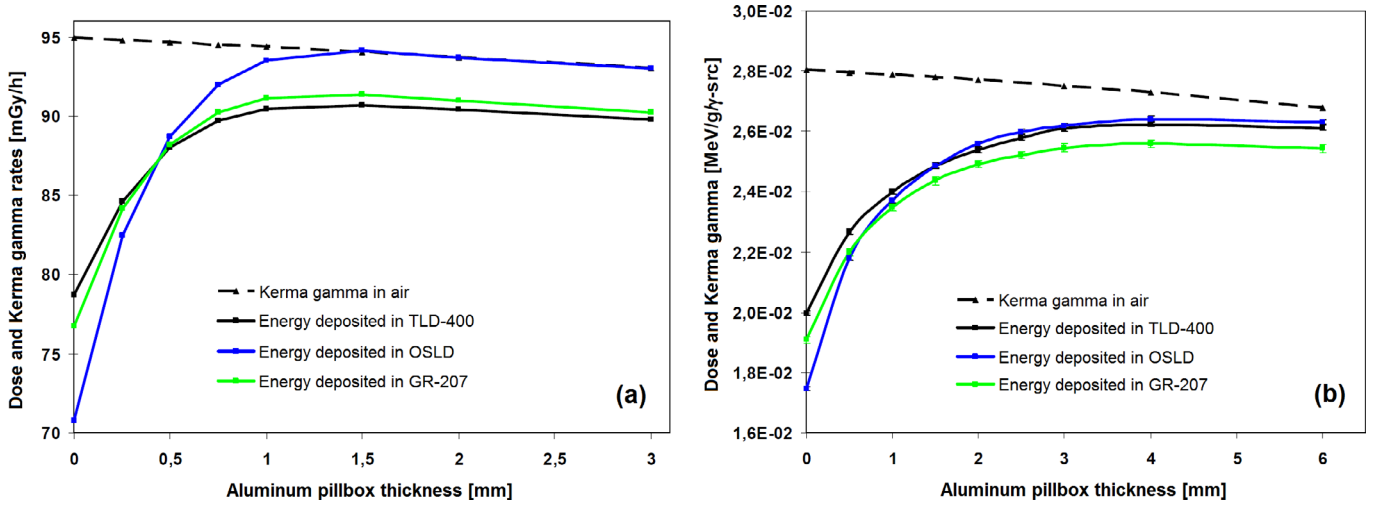 Dose and Kerma gamma rates [mGy/h]
95
90
85
80
75
70
0
0,5
1
1,5
2
2,5
3
Aluminum pillbox thickness [mm]
Kerma gamma in air
Energy deposited in TLD-400
Energy deposited in OSLD
Energy deposited in GR-207
(a)
Dose and Kerma gamma [MeV/g/γ-src]
3,0E-02
2,8E-02
2,6E-02
2,4E-02
2,2E-02
2,0E-02
1,8E-02
1,6E-02
0
1
2
3
4
5
6
Aluminum pillbox thickness [mm]
Kerma gamma in air
Energy deposited in TLD-400
Energy deposited in OSLD
Energy deposited in GR-207
(b)